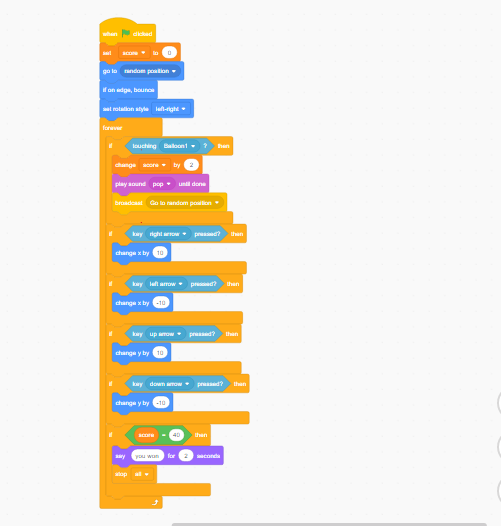 when clicked
set score to 0
go to random position
if on edge, bounce
set rotation style left-right
forever
if touching Balloon1 ? then
change score by 2
play sound pop until done
broadcast Go to random position
if key right arrow pressed? then
change x by 10
if key left arrow pressed? then
change x by -10
if key up arrow pressed? then
change y by 10
if key down arrow pressed? then
change y by -10
if score = 40 then
say you won for 2 seconds
stop all